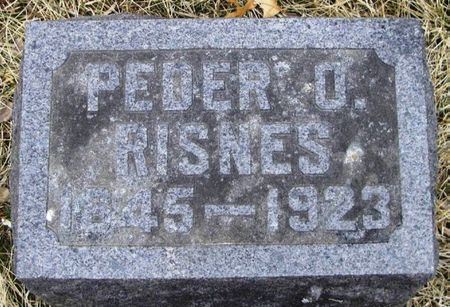 PEDER O.
RISNES
1845-1923